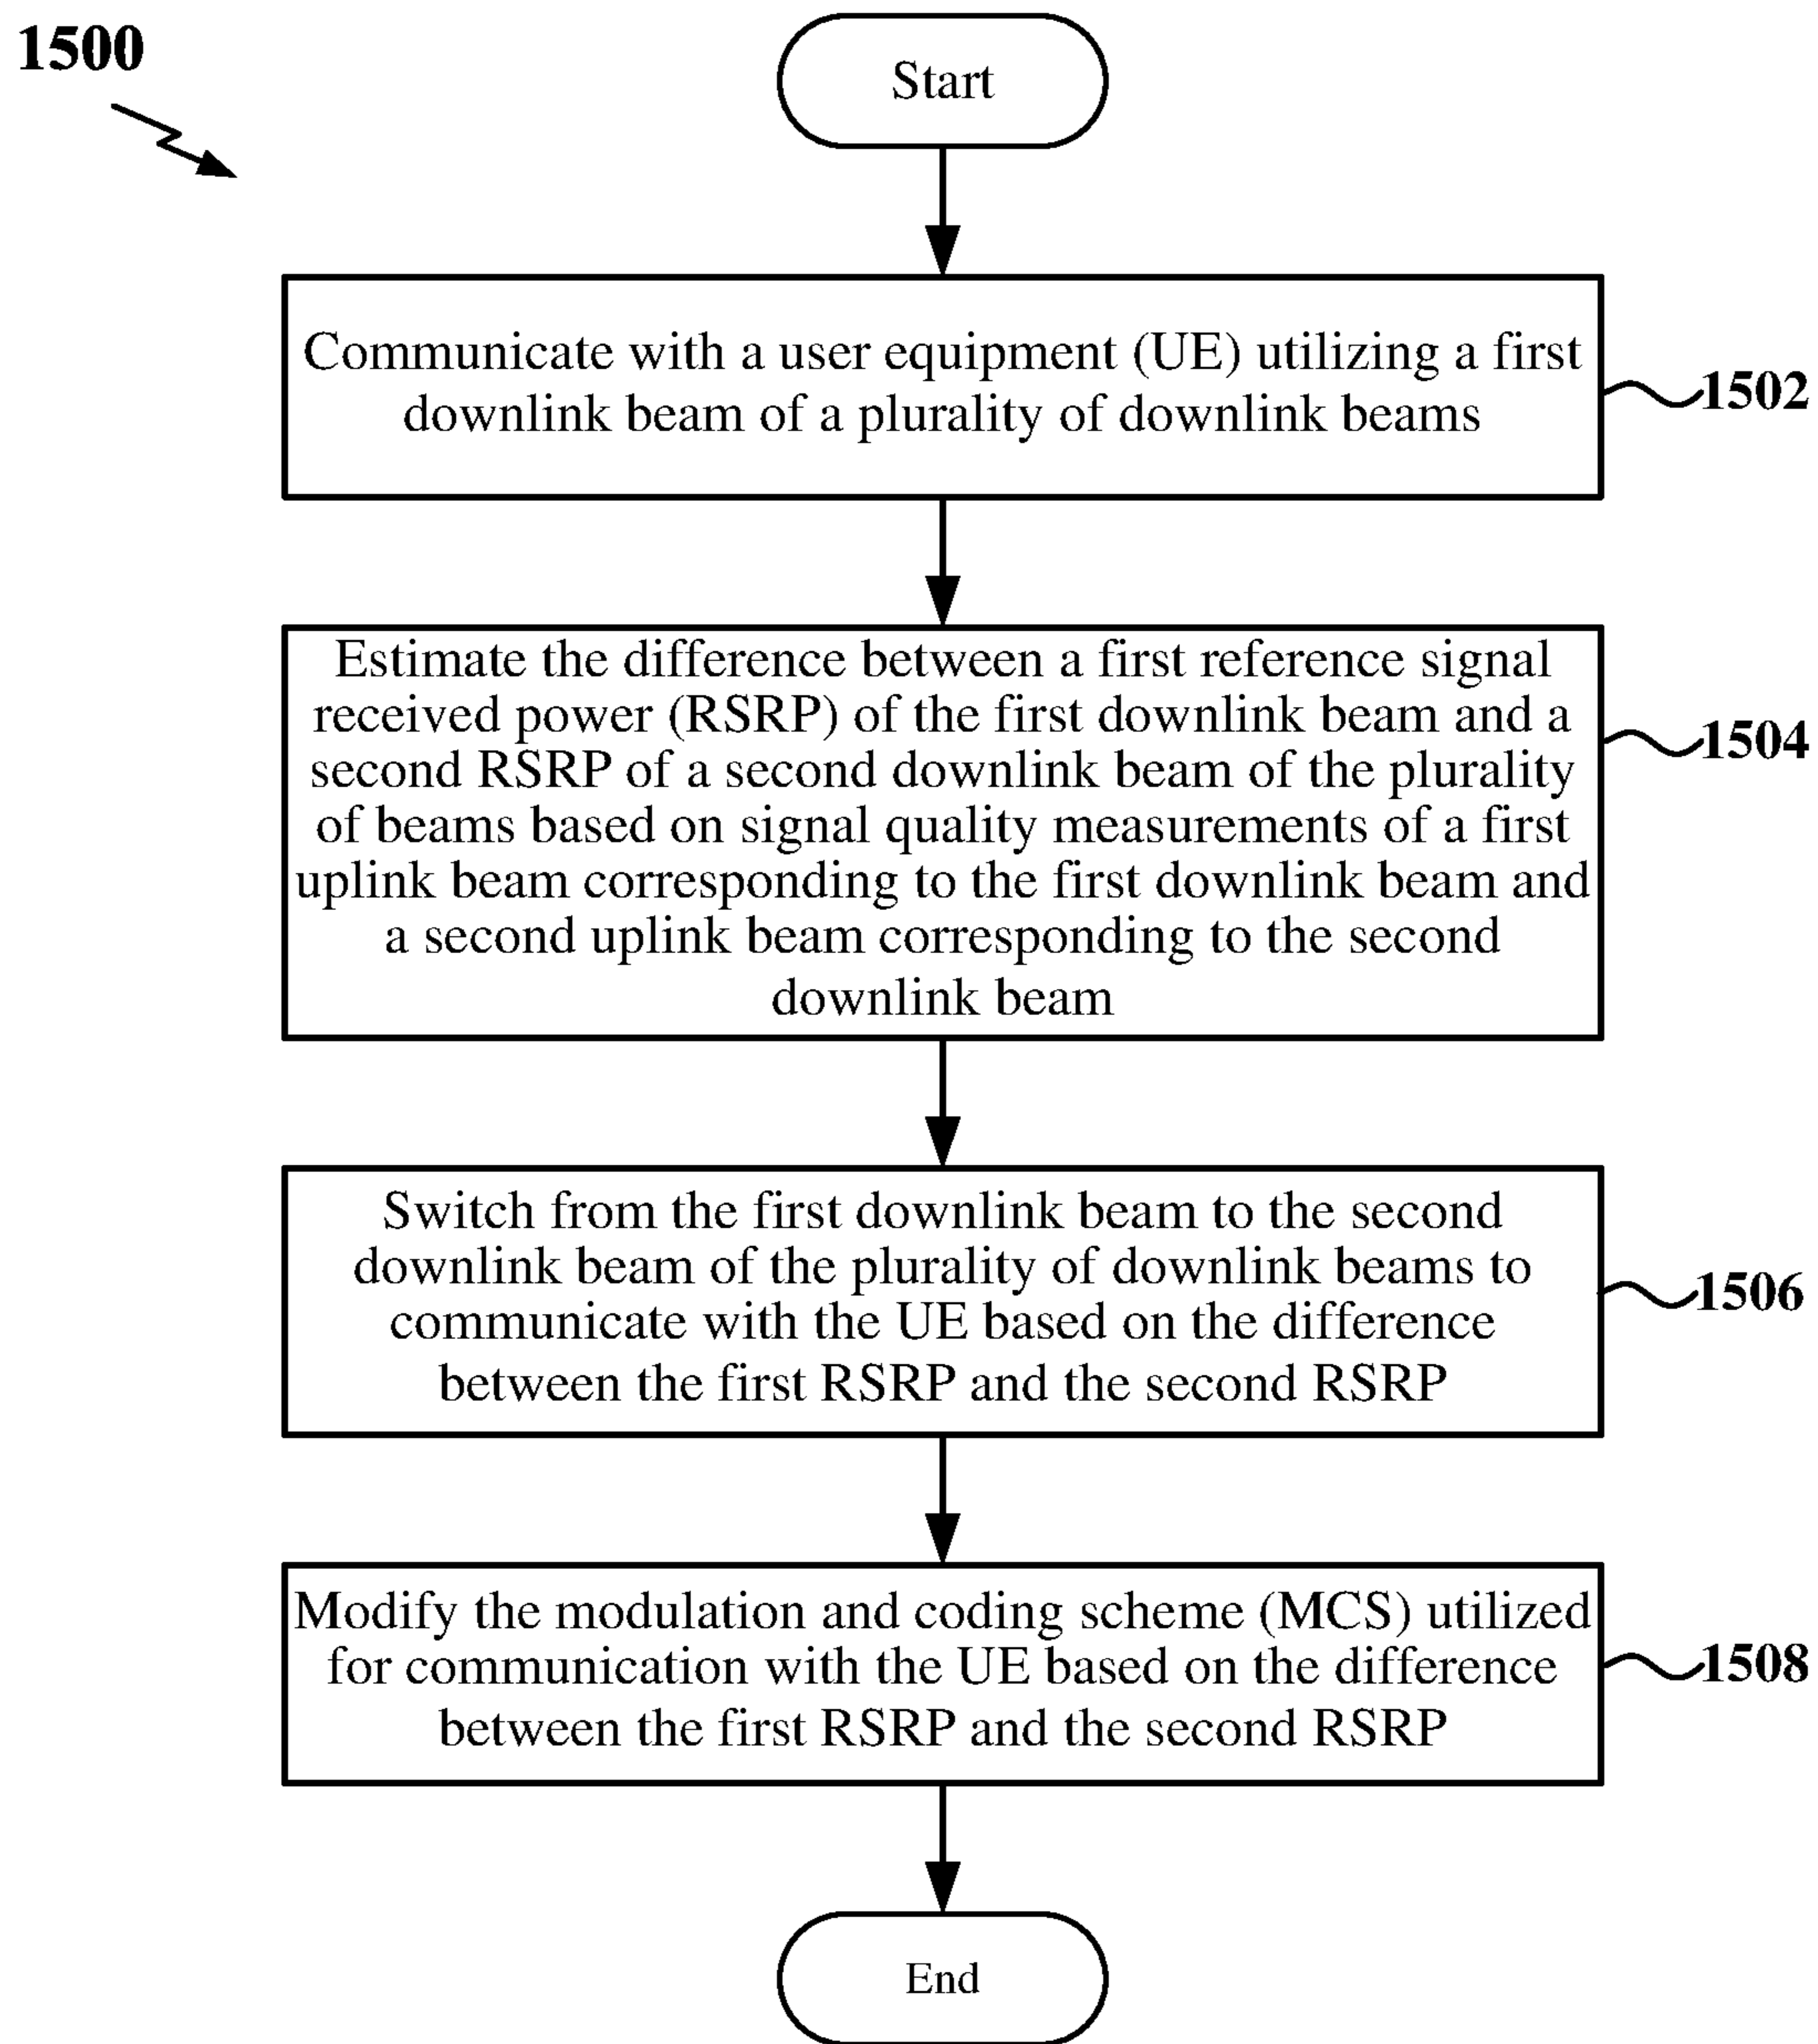 1500
Start
Communicate with a user equipment (UE) utilizing a first
downlink beam of a plurality of downlink beams
1502
Estimate the difference between a first reference signal
received power (RSRP) of the first downlink beam and a
second RSRP of a second downlink beam of the plurality
of beams based on signal quality measurements of a first
uplink beam corresponding to the first downlink beam and
a second uplink beam corresponding to the second
downlink beam
1504
Switch from the first downlink beam to the second
downlink beam of the plurality of downlink beams to
communicate with the UE based on the difference
between the first RSRP and the second RSRP
1506
Modify the modulation and coding scheme (MCS) utilized
for communication with the UE based on the difference
between the first RSRP and the second RSRP
1508
End